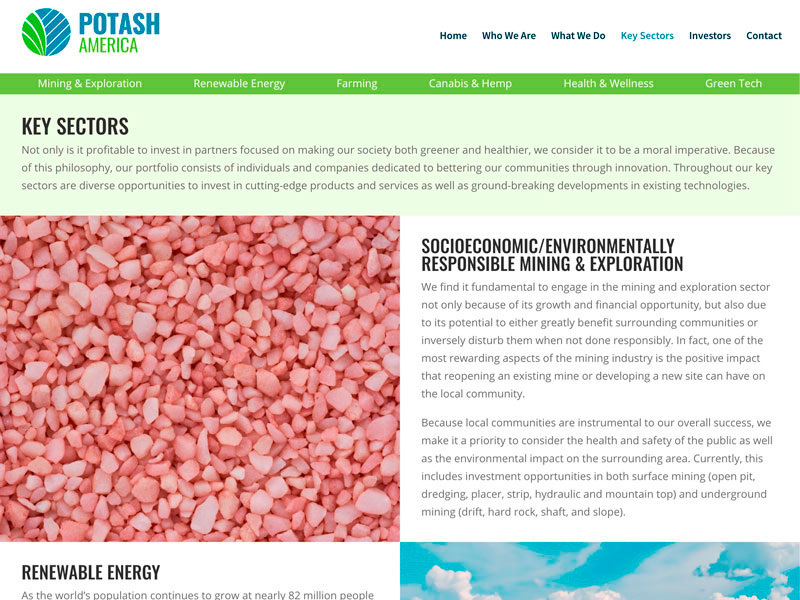 POTASH
AMERICA
Home Who We Are What We Do Key Sectors Investors Contact
Mining & Exploration Renewable Energy Farming Canabis & Hemp Health & Wellness Green Tech
KEY SECTORS
Not only is it profitable to invest in partners focused on making our society both greener and healthier, we consider it to be a moral imperative. Because
of this philosophy, our portfolio consists of individuals and companies dedicated to bettering our communities through innovation. Throughout our key
sectors are diverse opportunities to invest in cutting-edge products and services as well as ground-breaking developments in existing technologies.
SOCIOECONOMIC/ENVIRONMENTALLY
RESPONSIBLE MINING & EXPLORATION
We find it fundamental to engage in the mining and exploration sector
not only because of its growth and financial opportunity, but also due
to its potential to either greatly benefit surrounding communities or
inversely disturb them when not done responsibly. In fact, one of the
most rewarding aspects of the mining industry is the positive impact
that reopening an existing mine or developing a new site can have on
the local community.
Because local communities are instrumental to our overall success, we
make it a priority to consider the health and safety of the public as well
as the environmental impact on the surrounding area. Currently, this
includes investment opportunities in both surface mining (open pit,
dredging, placer, strip, hydraulic and mountain top) and underground
mining (drift, hard rock, shaft, and slope).
RENEWABLE ENERGY
As the world's population continues to grow at nearly 82 million people